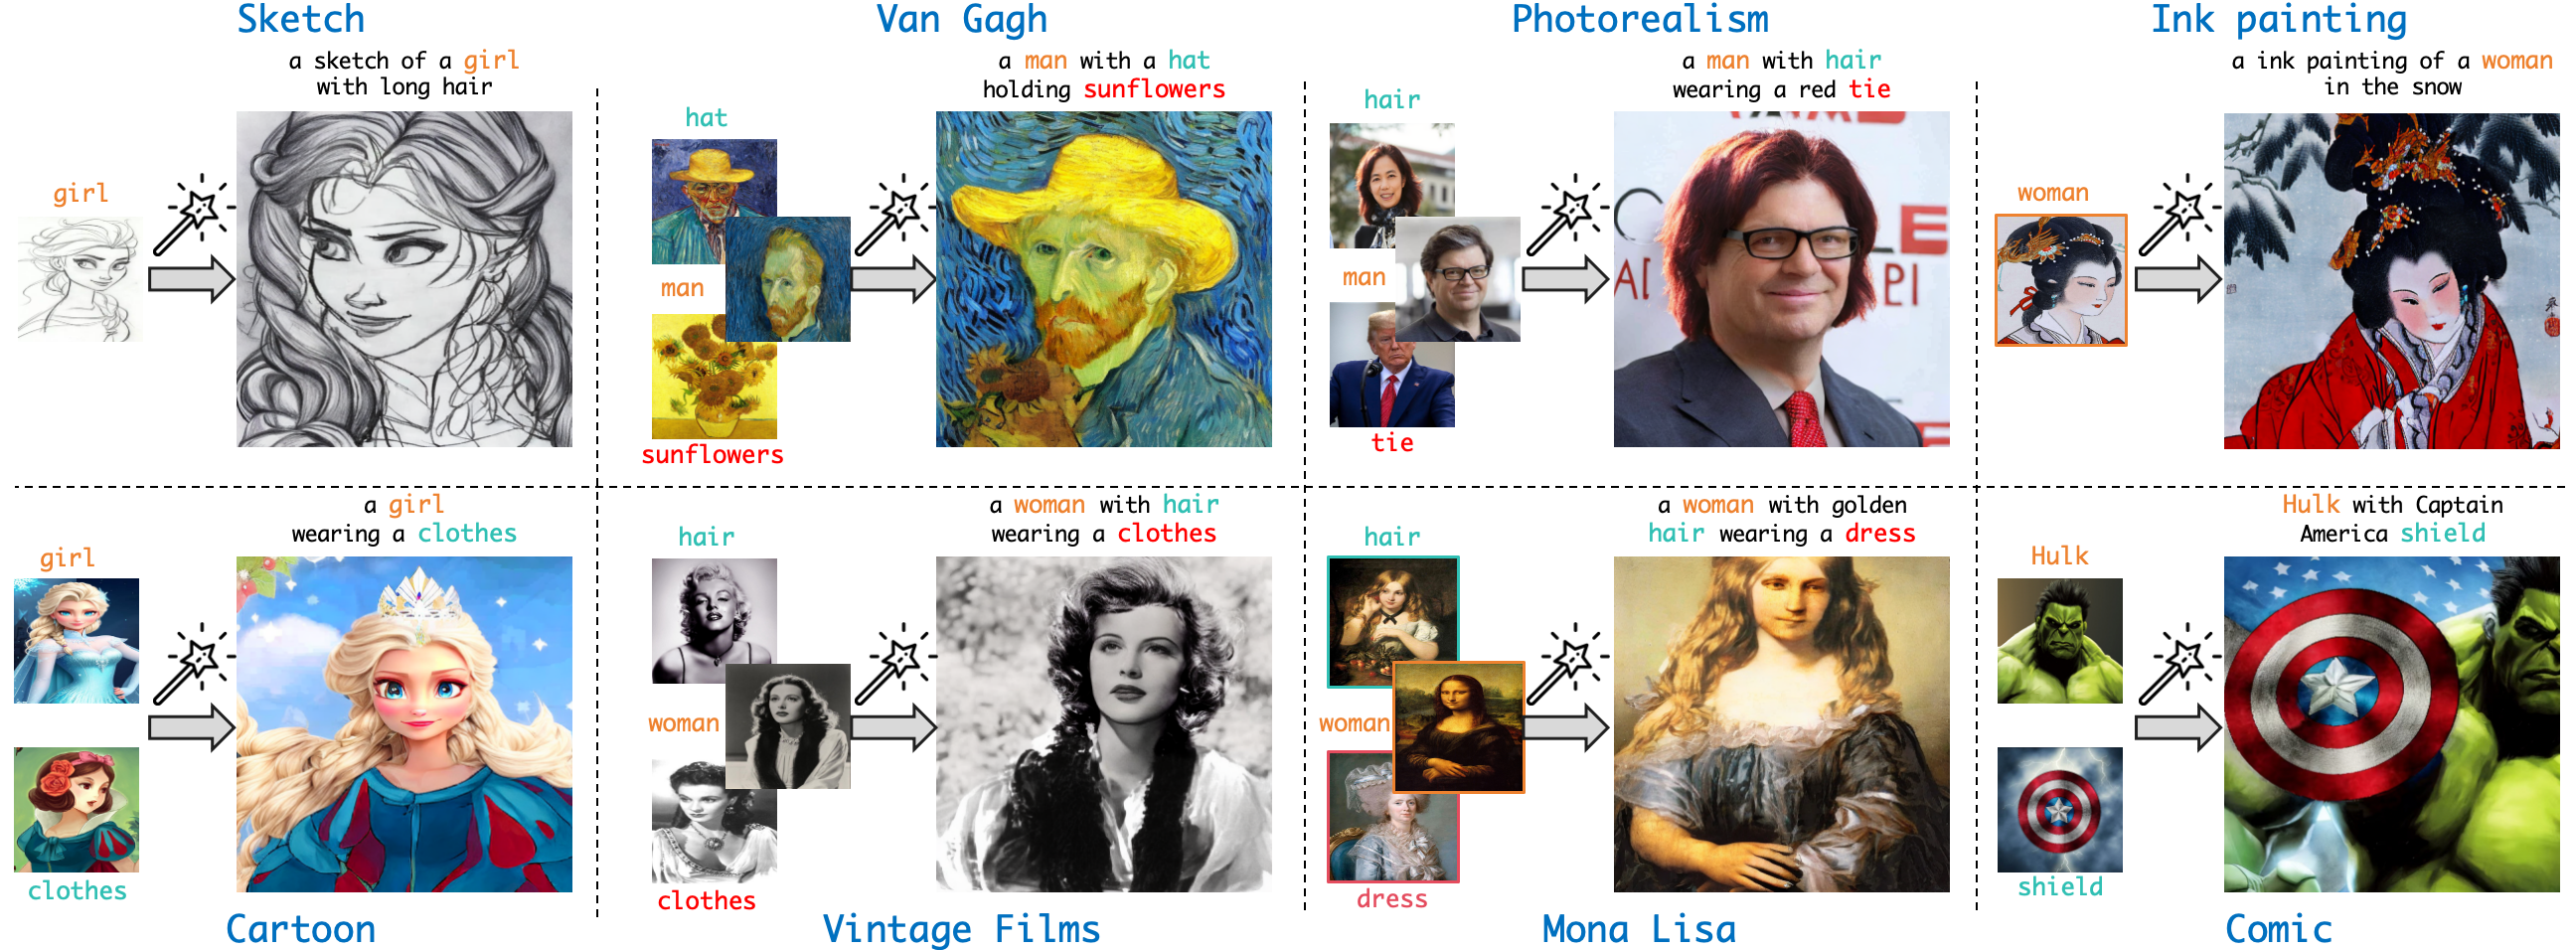 Sketch
a sketch of a girl
with long hair
girl
Van Gagh
a man with a hat
holding sunflowers
hat
man
sunflowers
Photorealism
a man with hair
wearing a red tie
hair
man
tie
Ink painting
a ink painting of a woman
in the snow
woman
a girl
wearing a clothes
girl
clothes
Cartoon
a woman with hair
wearing a clothes
hair
woman
clothes
Vintage Films
a woman with golden
hair wearing a dress
hair
woman
dress
Mona Lisa
Hulk with Captain
America shield
Hulk
shield
Comic